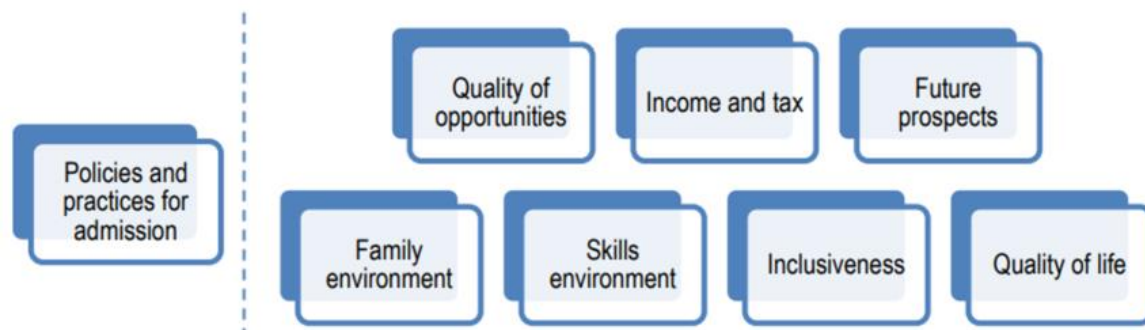 Policies and
practices for
admission
Quality of
opportunities
Income and tax
Future
prospects
Family
environment
Skills
environment
Inclusiveness
Quality of life